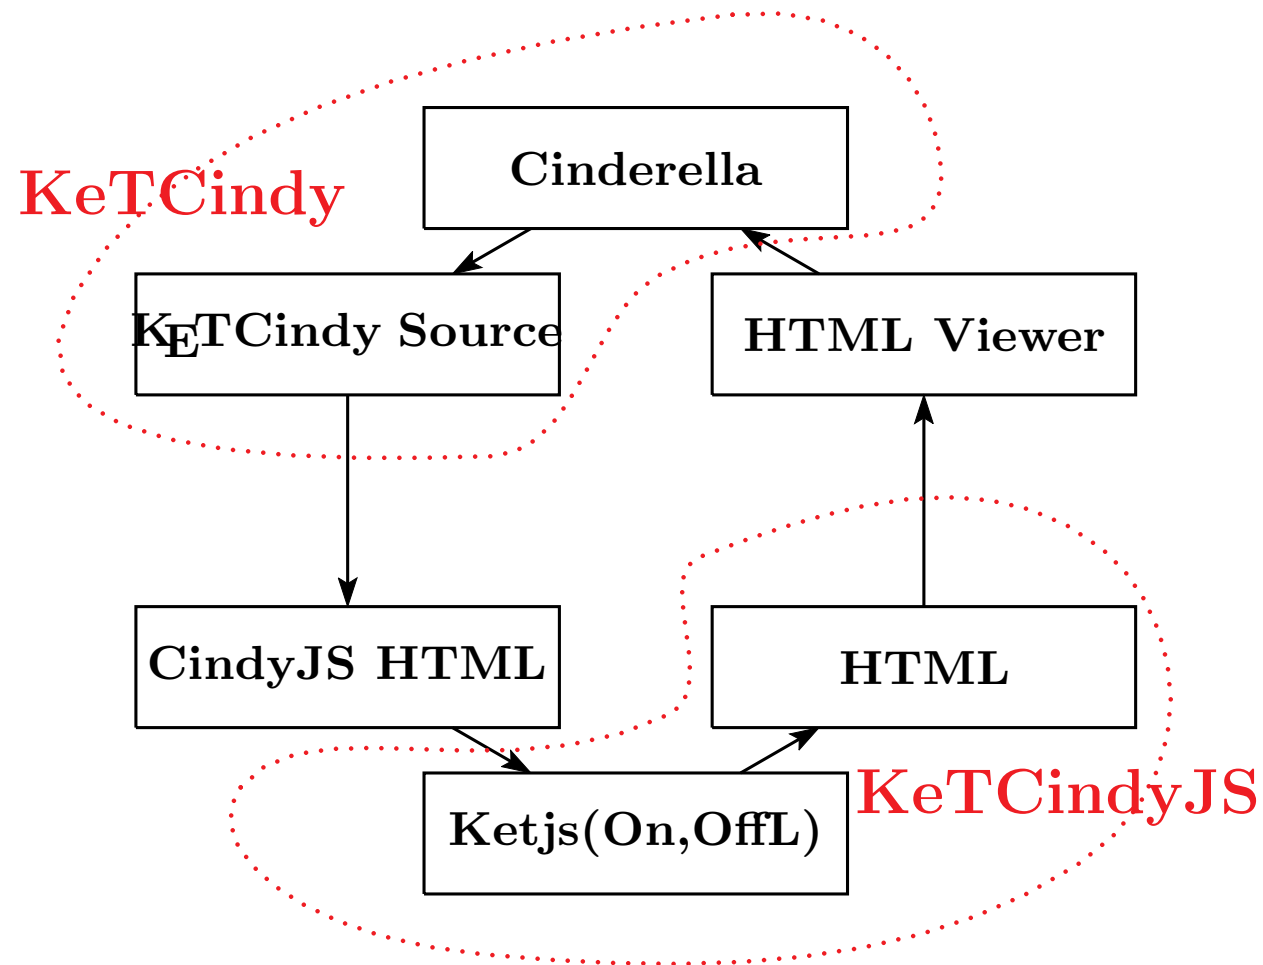 Cinderella
KeTCindy
KETCindy Source
HTML Viewer
CindyJS HTML
HTML
KeTCindyJS
Ketjs(On,OffL)